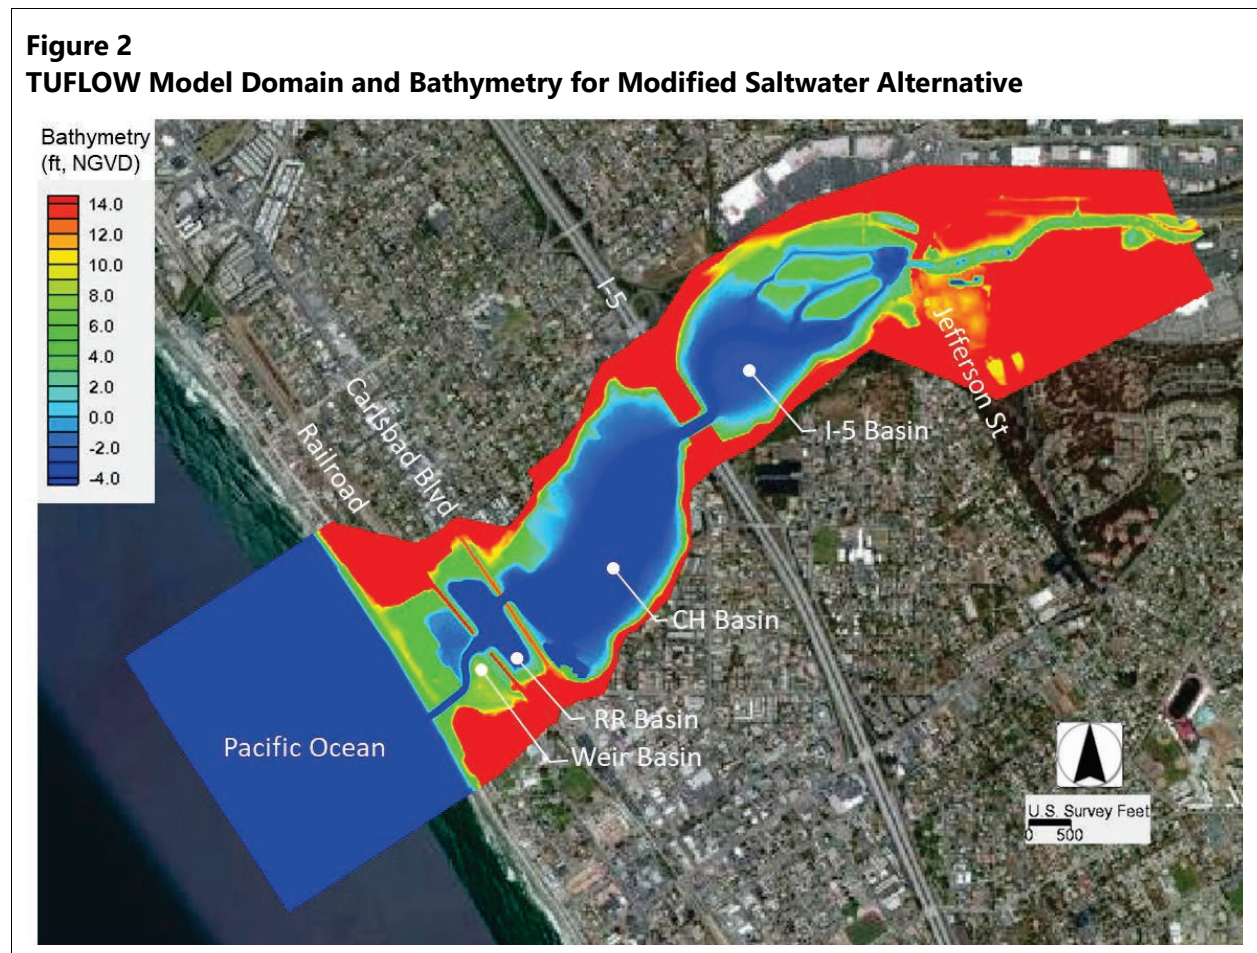 Figure 2
TUFLOW Model Domain and Bathymetry for Modified Saltwater Alternative
Bathymetry
(ft, NGVD)
14.0
12.0
10.0
8.0
6.0
4.0
2.0
0.0
-2.0
-4.0
I-5
Jefferson St
Carlsbad Blvd
Railroad
I-5 Basin
CH Basin
RR Basin
Weir Basin
Pacific Ocean
U.S. Survey Feet
0 500